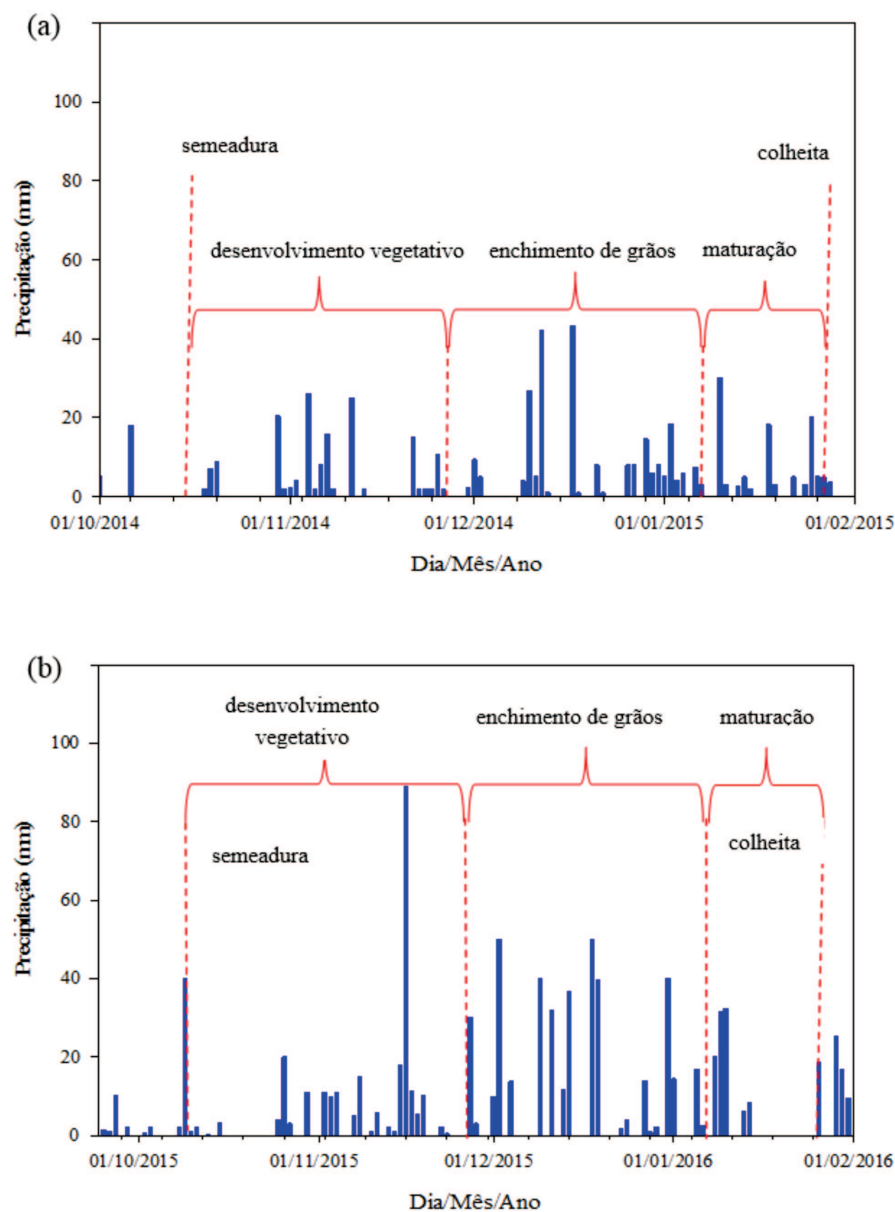 (a)
100
80
60
40
20
0
Precipitação (mm)
semeadura
colheita
desenvolvimento vegetativo
enchimento de grãos
maturação
01/10/2014
01/11/2014
01/12/2014
01/01/2015
01/02/2015
Dia/Mês/Ano
(b)
100
80
60
40
20
0
Precipitação (mm)
desenvolvimento
vegetativo
enchimento de grãos
maturação
semeadura
colheita
01/10/2015
01/11/2015
01/12/2015
01/01/2016
01/02/2016
Dia/Mês/Ano